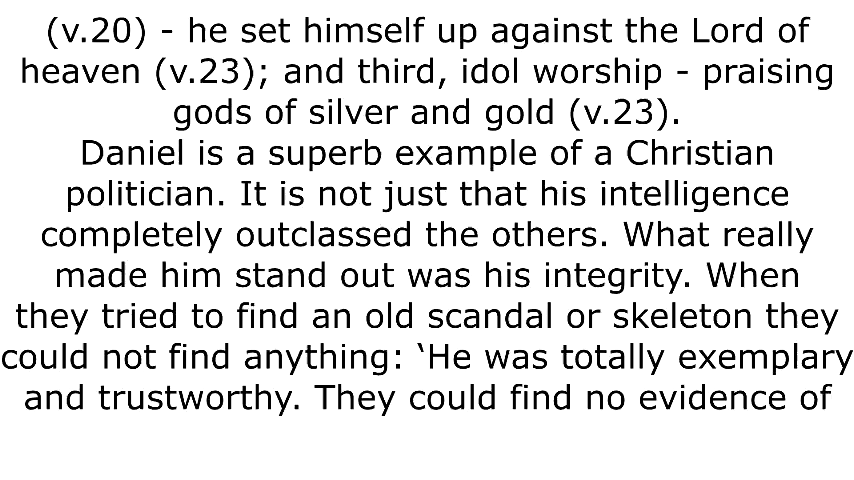 (v.20) - he set himself up against the Lord of
heaven (v.23); and third, idol worship - praising
gods of silver and gold (v.23).
Daniel is a superb example of a Christian
politician. It is not just that his intelligence
completely outclassed the others. What really
made him stand out was his integrity. When
they tried to find an old scandal or skeleton they
could not find anything: ‘He was totally exemplary
and trustworthy. They could find no evidence of